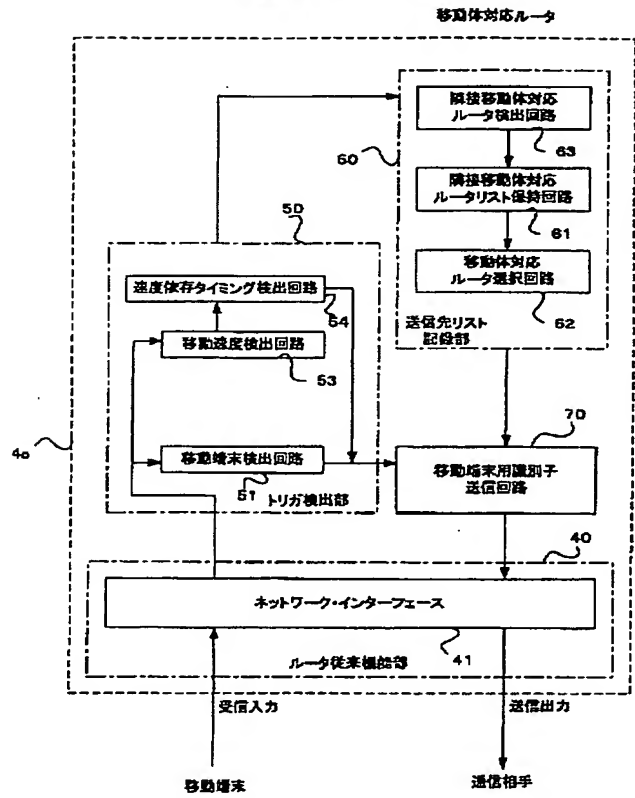 移動体対応ルータ
隣接移動体対応
ルータ検出回路
63
60
隣接移動体対応
ルータリスト保持回路
61
50
移動体対応
ルータ選択回路
62
速度依存タイミング検出回路
54
送信先リスト
記録部
移動速度検出回路
53
4a
70
移動端末検出回路
51
トリガ検出部
移動端末用識別子
送信回路
40
ネットワーク・インターフェース
41
ルータ従来機能部
受信入力
送信出力
移動端末
通信相手